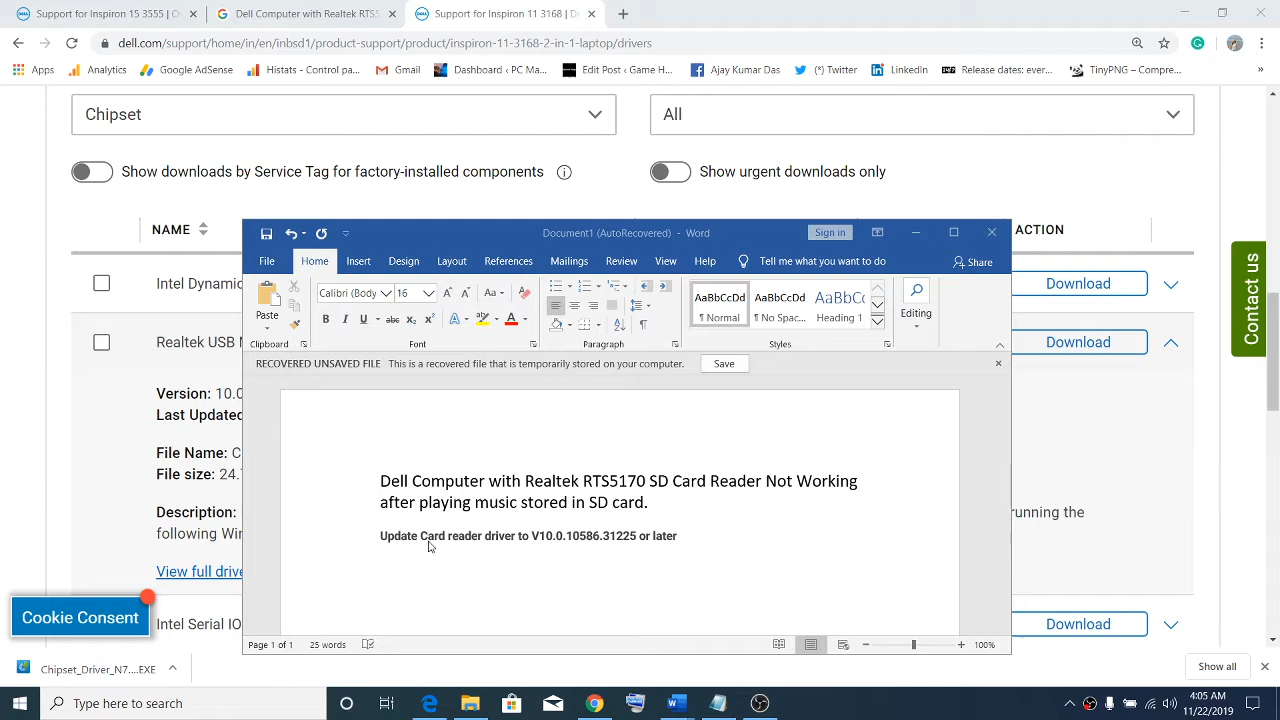 Support for Inspiron 15 3555 | O
Dell Computer with Realtek RTS5
Support for Inspiron 11 3168 | D
dell.com/support/home/in/en/inbsd1/product-support/product/inspiron-11-3168-2-in-1-laptop/drivers
Apps
Analytics
Google AdSense
Histats - Control pa...
Gmail
Dashboard ‹ PC Ma...
Edit Post ‹ Game H...
Ajay Kumar Das
(*) Twitter
LinkedIn
Release dates: ever...
TinyPNG – Compre...
»
Chipset
All
Show downloads by Service Tag for factory-installed components
Show urgent downloads only
NAME
ACTION
Intel Dynamic
Download
Realtek USB M
Download
Version: 10.0
Last Updated
File Name: C
File size: 24.
Description:
running the
following Win
View full drive
Intel Serial IO
Download
Contact us
Cookie Consent
Document1 (AutoRecovered) - Word
Sign in
File
Home
Insert
Design
Layout
References
Mailings
Review
View
Help
Tell me what you want to do
Share
Paste
Calibri (Body)
16
Aa
B I U abc x₂ x²
A
A
AaBbCcDd
¶ Normal
AaBbCcDd
¶ No Spac...
AaBbCc
Heading 1
Editing
Clipboard
Font
Paragraph
Styles
RECOVERED UNSAVED FILE This is a recovered file that is temporarily stored on your computer.
Save
Dell Computer with Realtek RTS5170 SD Card Reader Not Working
after playing music stored in SD card.
Update Card reader driver to V10.0.10586.31225 or later
Page 1 of 1
25 words
100%
Chipset_Driver_N7....EXE
Show all
Type here to search
4:05 AM
11/22/2019